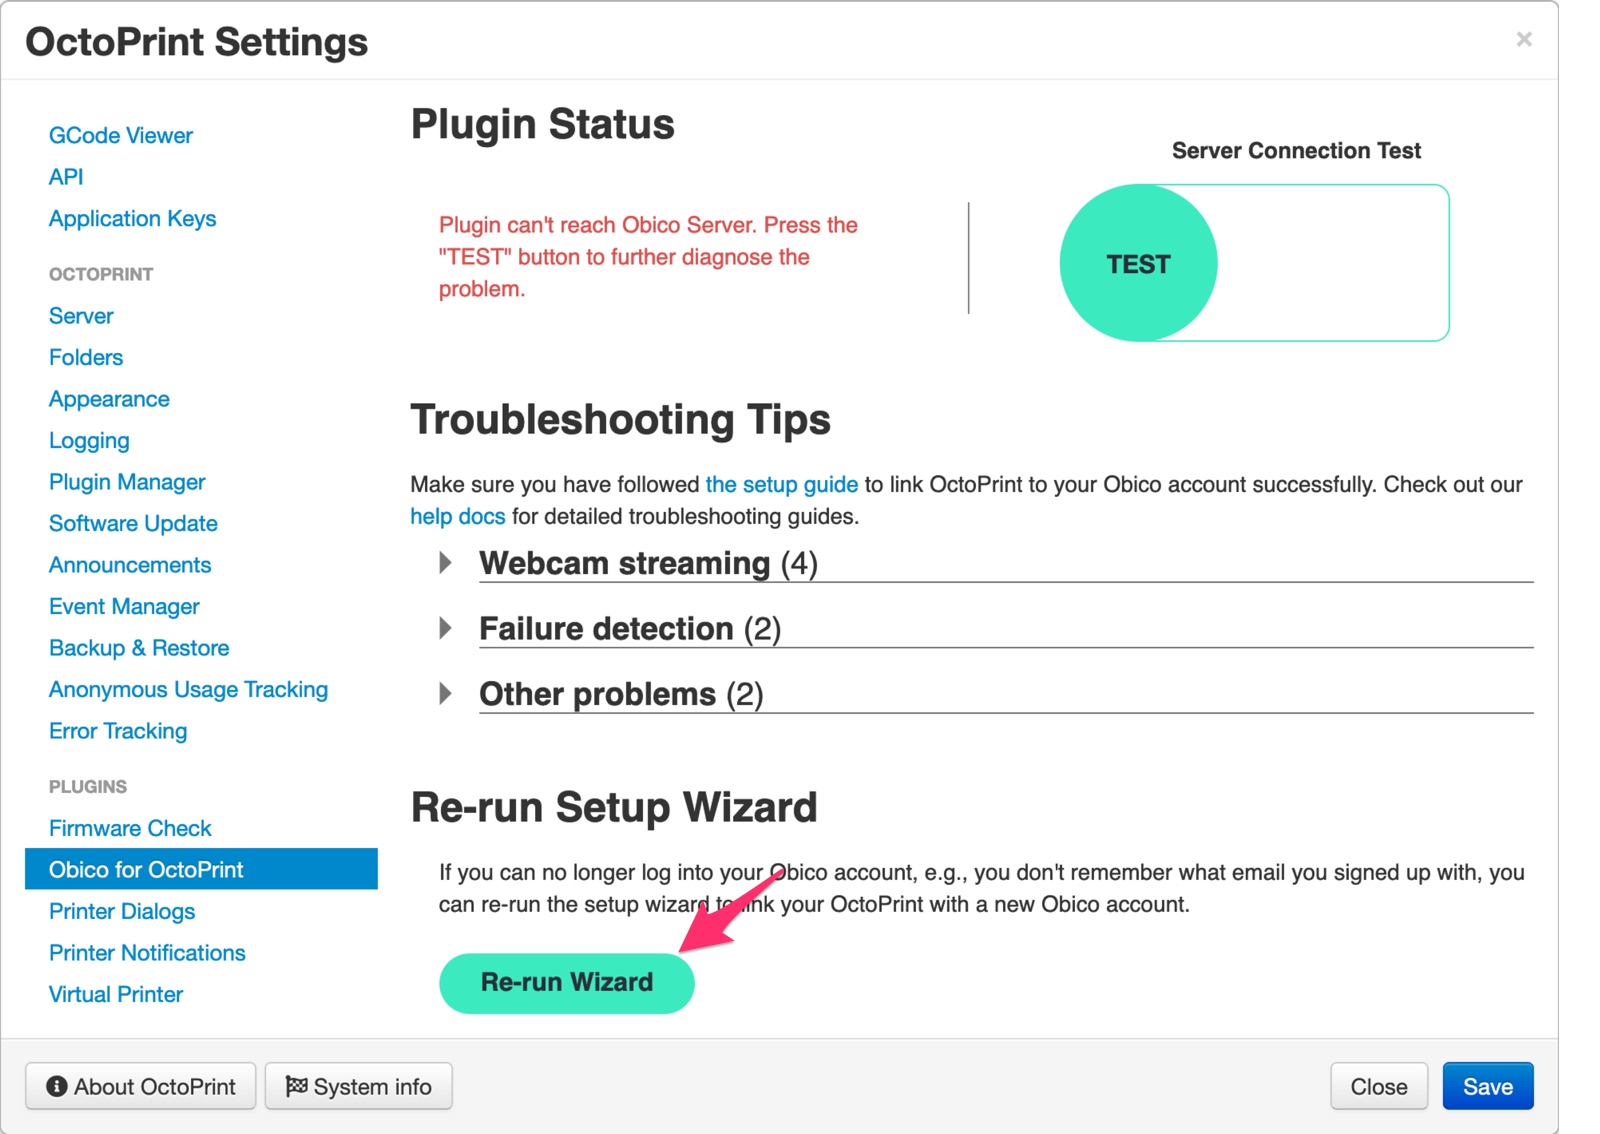 OctoPrint Settings
×
GCode Viewer
API
Application Keys
OCTOPRINT
Server
Folders
Appearance
Logging
Plugin Manager
Software Update
Announcements
Event Manager
Backup & Restore
Anonymous Usage Tracking
Error Tracking
PLUGINS
Firmware Check
Obico for OctoPrint
Printer Dialogs
Printer Notifications
Virtual Printer
Plugin Status
Plugin can't reach Obico Server. Press the
"TEST" button to further diagnose the
problem.
Server Connection Test
TEST
Troubleshooting Tips
Make sure you have followed the setup guide to link OctoPrint to your Obico account successfully. Check out our
help docs for detailed troubleshooting guides.
Webcam streaming (4)
Failure detection (2)
Other problems (2)
Re-run Setup Wizard
If you can no longer log into your Obico account, e.g., you don't remember what email you signed up with, you
can re-run the setup wizard to link your OctoPrint with a new Obico account.
Re-run Wizard
About OctoPrint
System info
Close
Save